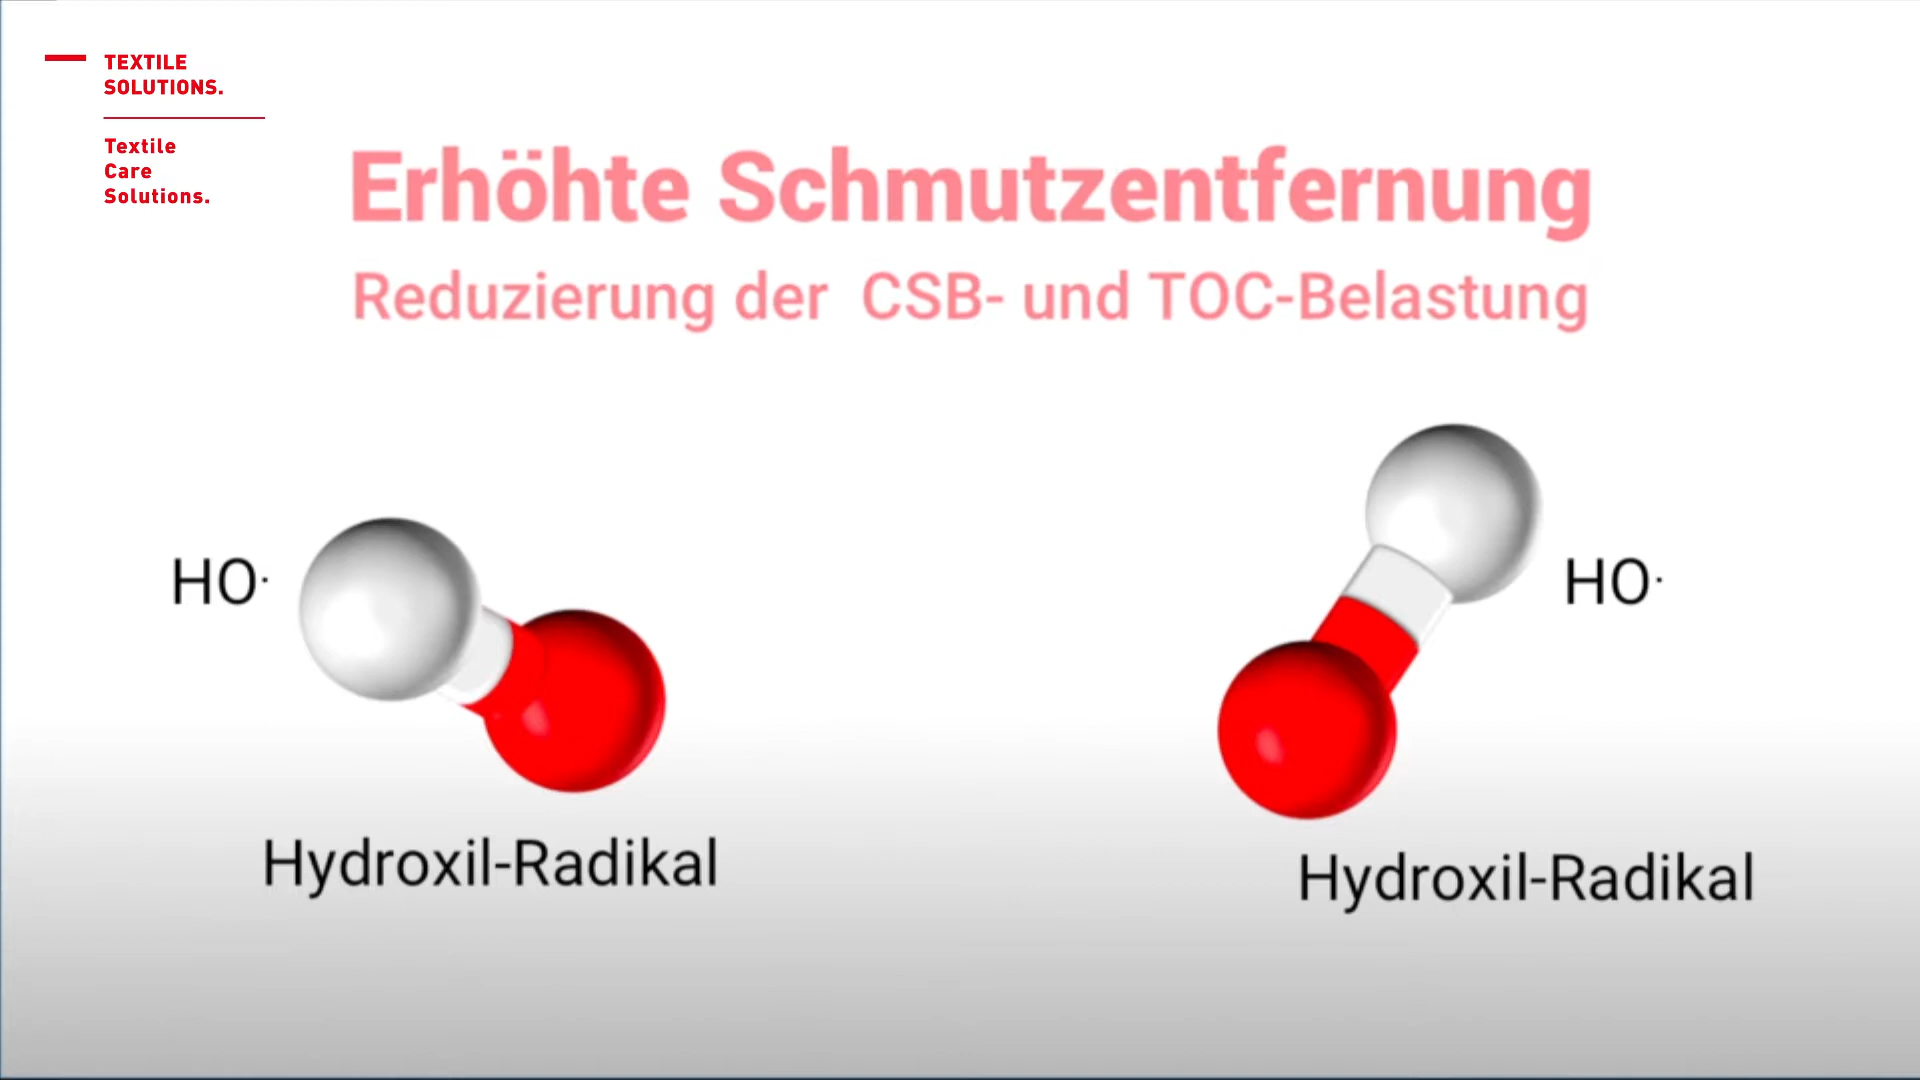 TEXTILE
SOLUTIONS.
Textile
Care
Solutions.
Erhöhte Schmutzentfernung
Reduzierung der CSB- und TOC-Belastung
HO·
HO·
Hydroxil-Radikal
Hydroxil-Radikal